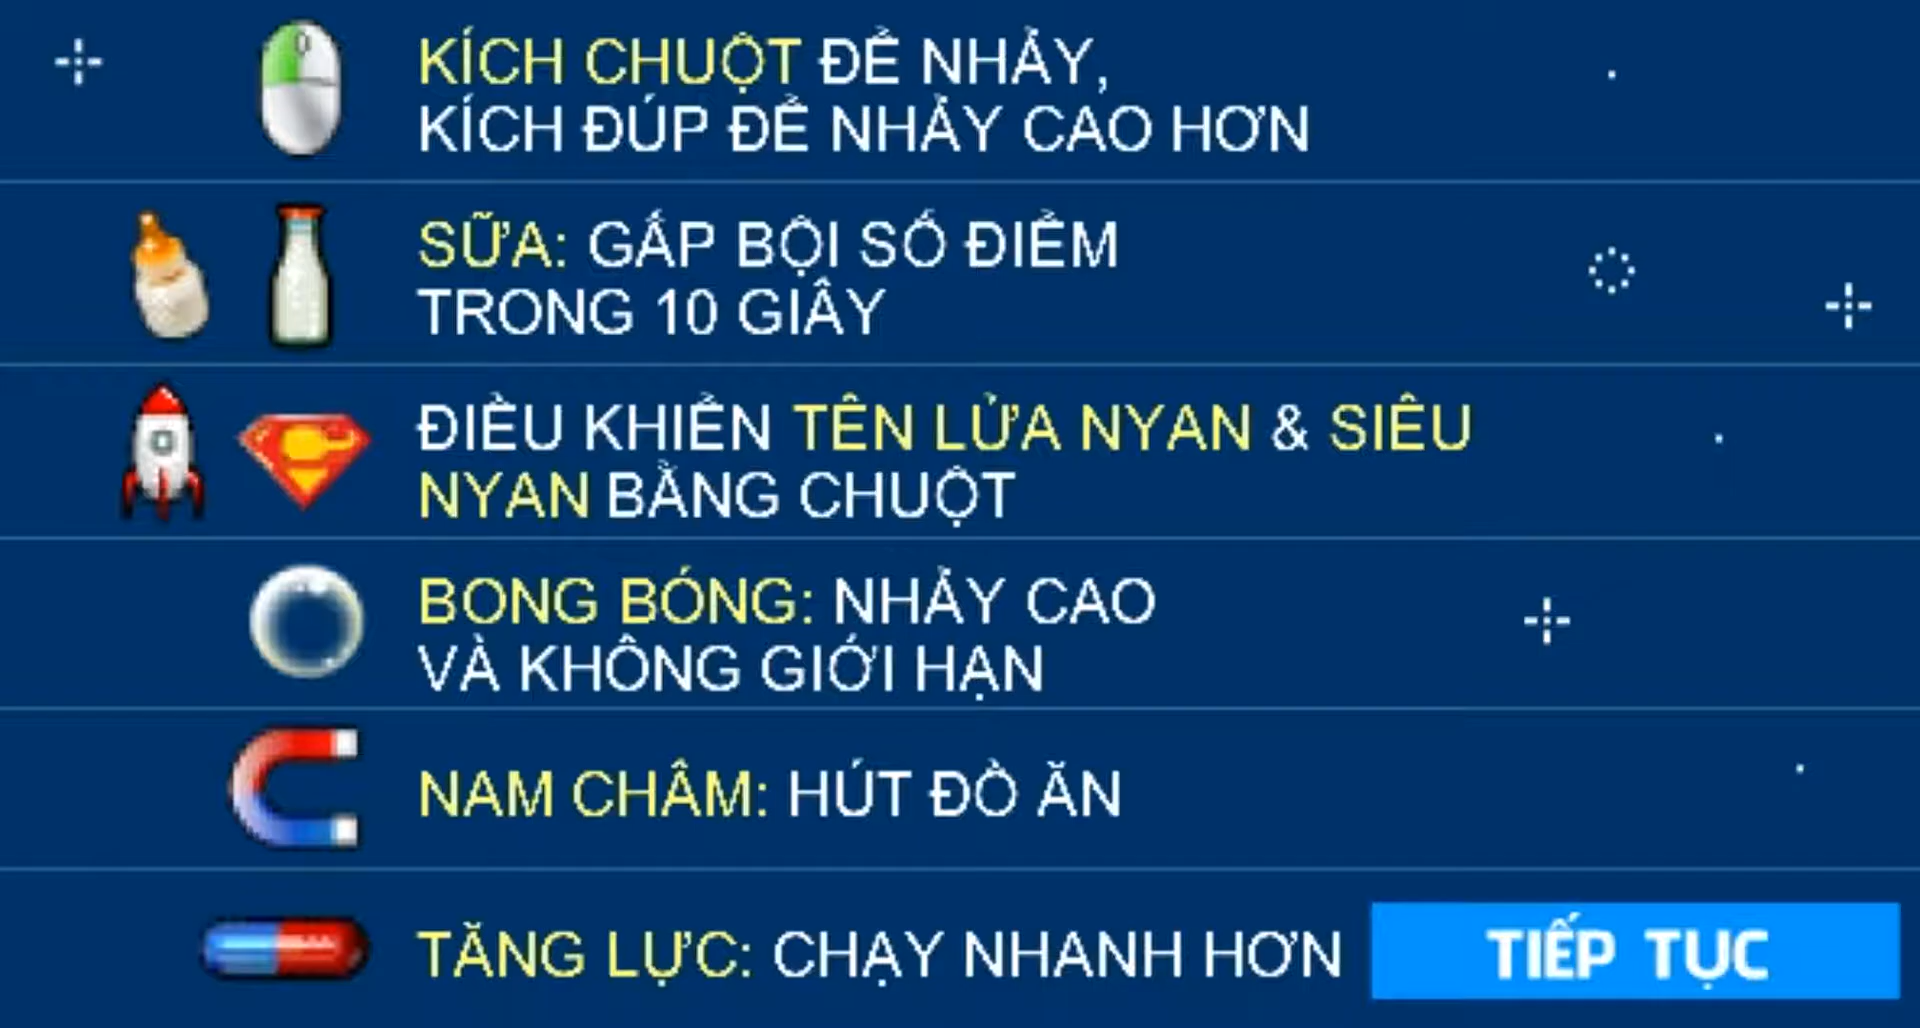 KÍCH CHUỘT ĐỂ NHẢY,
KÍCH ĐÚP ĐỂ NHẢY CAO HƠN
SỮA: GẤP BỘI SỐ ĐIỂM
TRONG 10 GIÂY
ĐIỀU KHIỂN TÊN LỬA NYAN & SIÊU
NYAN BẰNG CHUỘT
BONG BÓNG: NHẢY CAO
VÀ KHÔNG GIỚI HẠN
NAM CHÂM: HÚT ĐỒ ĂN
TĂNG LỰC: CHẠY NHANH HƠN
TIẾP TỤC